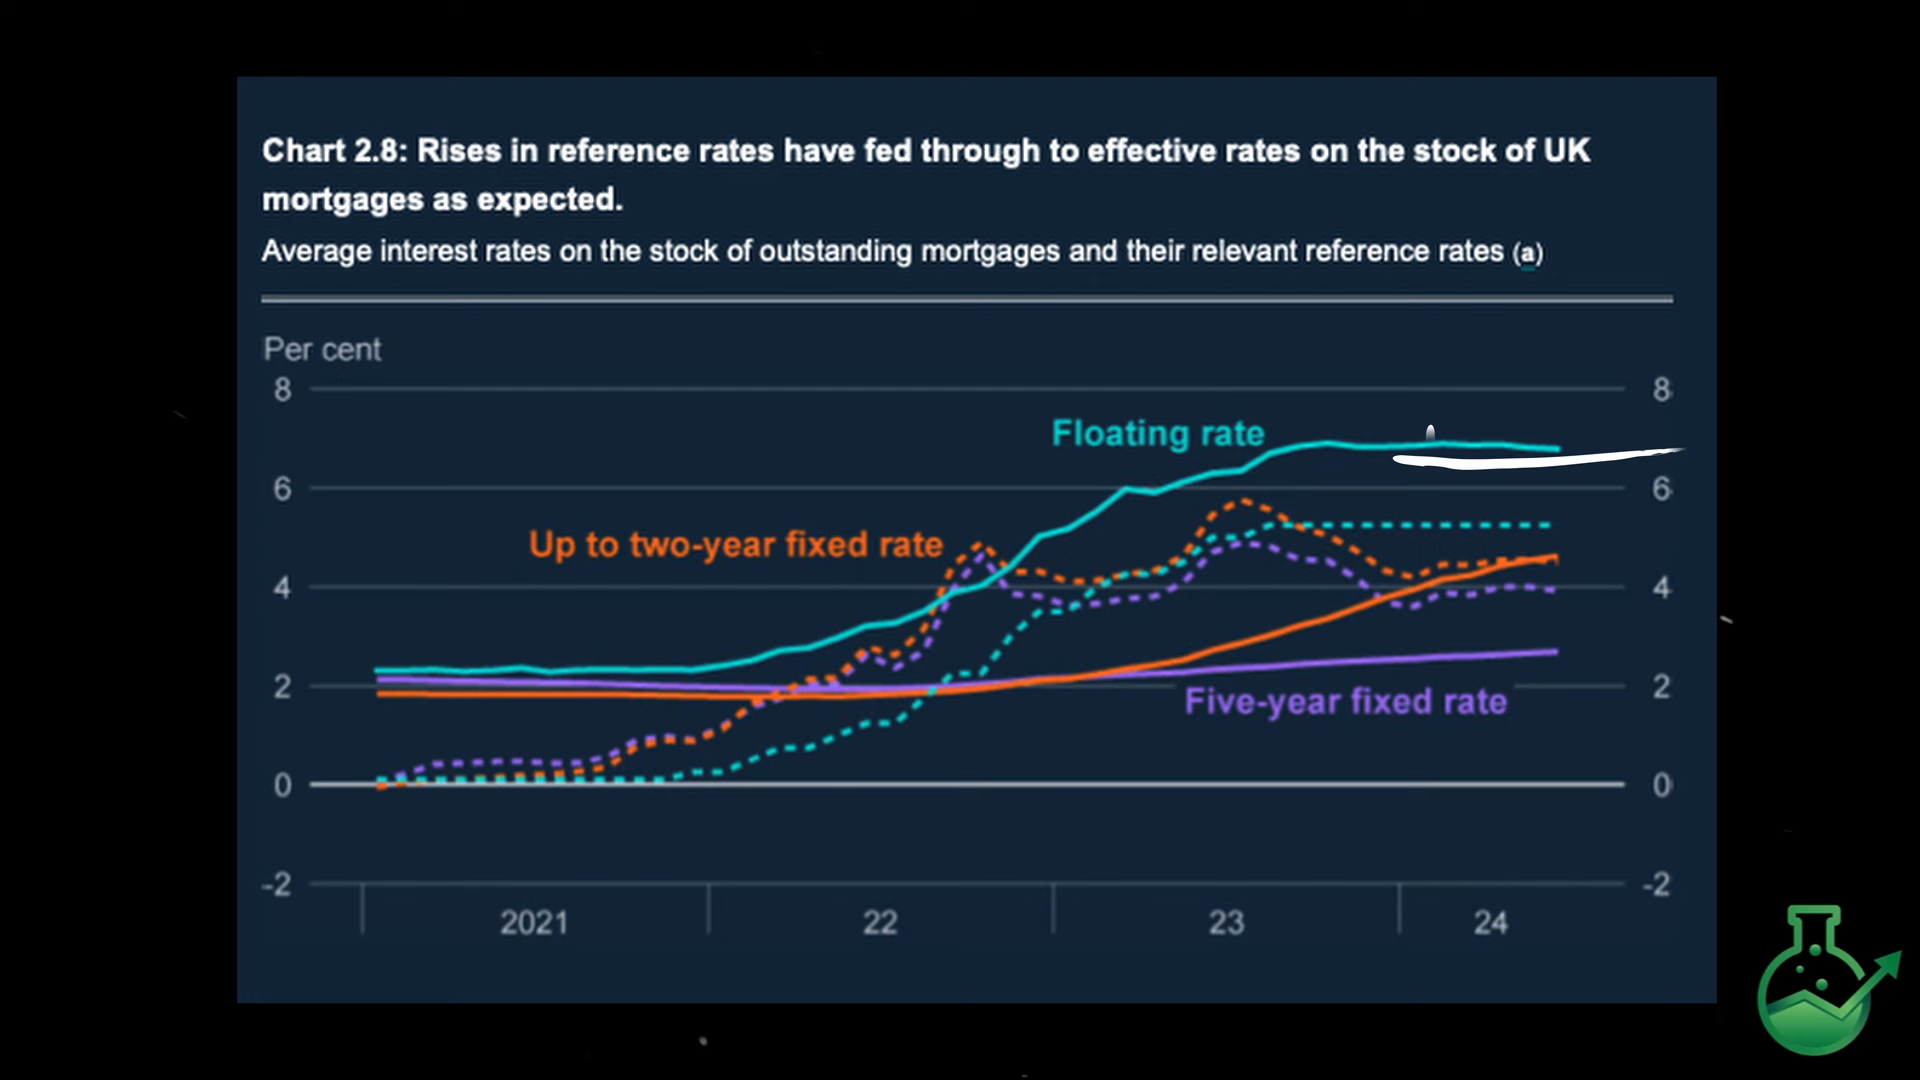 Chart 2.8: Rises in reference rates have fed through to effective rates on the stock of UK
mortgages as expected.
Average interest rates on the stock of outstanding mortgages and their relevant reference rates (a)
Per cent
8 8
Floating rate
6 6
Up to two-year fixed rate
4 4
2 2
Five-year fixed rate
0 0
-2 -2
2021 22 23 24